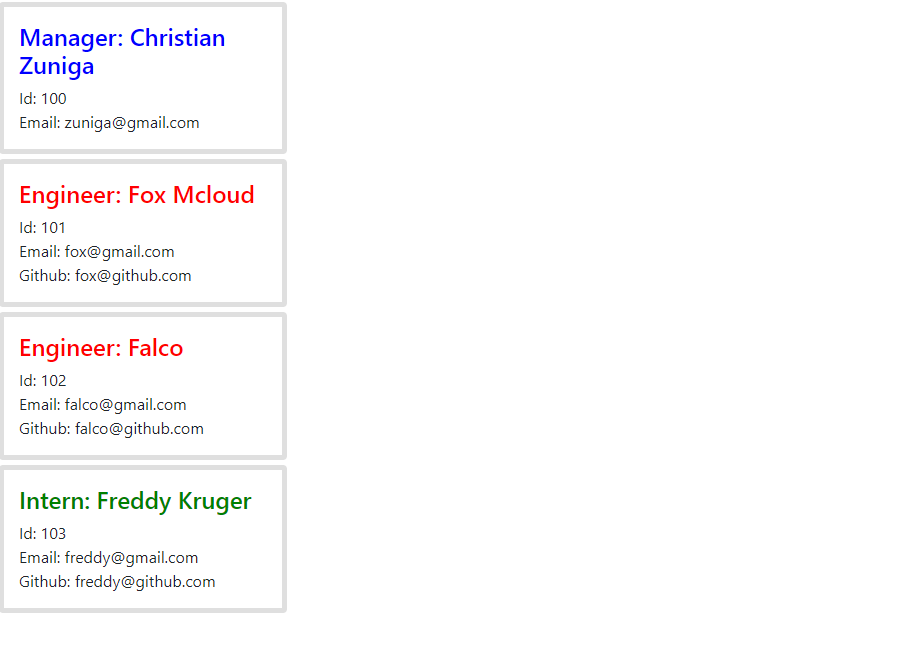 Manager: Christian
Zuniga
Id: 100
Email: zuniga@gmail.com
Engineer: Fox Mcloud
Id: 101
Email: fox@gmail.com
Github: fox@github.com
Engineer: Falco
Id: 102
Email: falco@gmail.com
Github: falco@github.com
Intern: Freddy Kruger
Id: 103
Email: freddy@gmail.com
Github: freddy@github.com